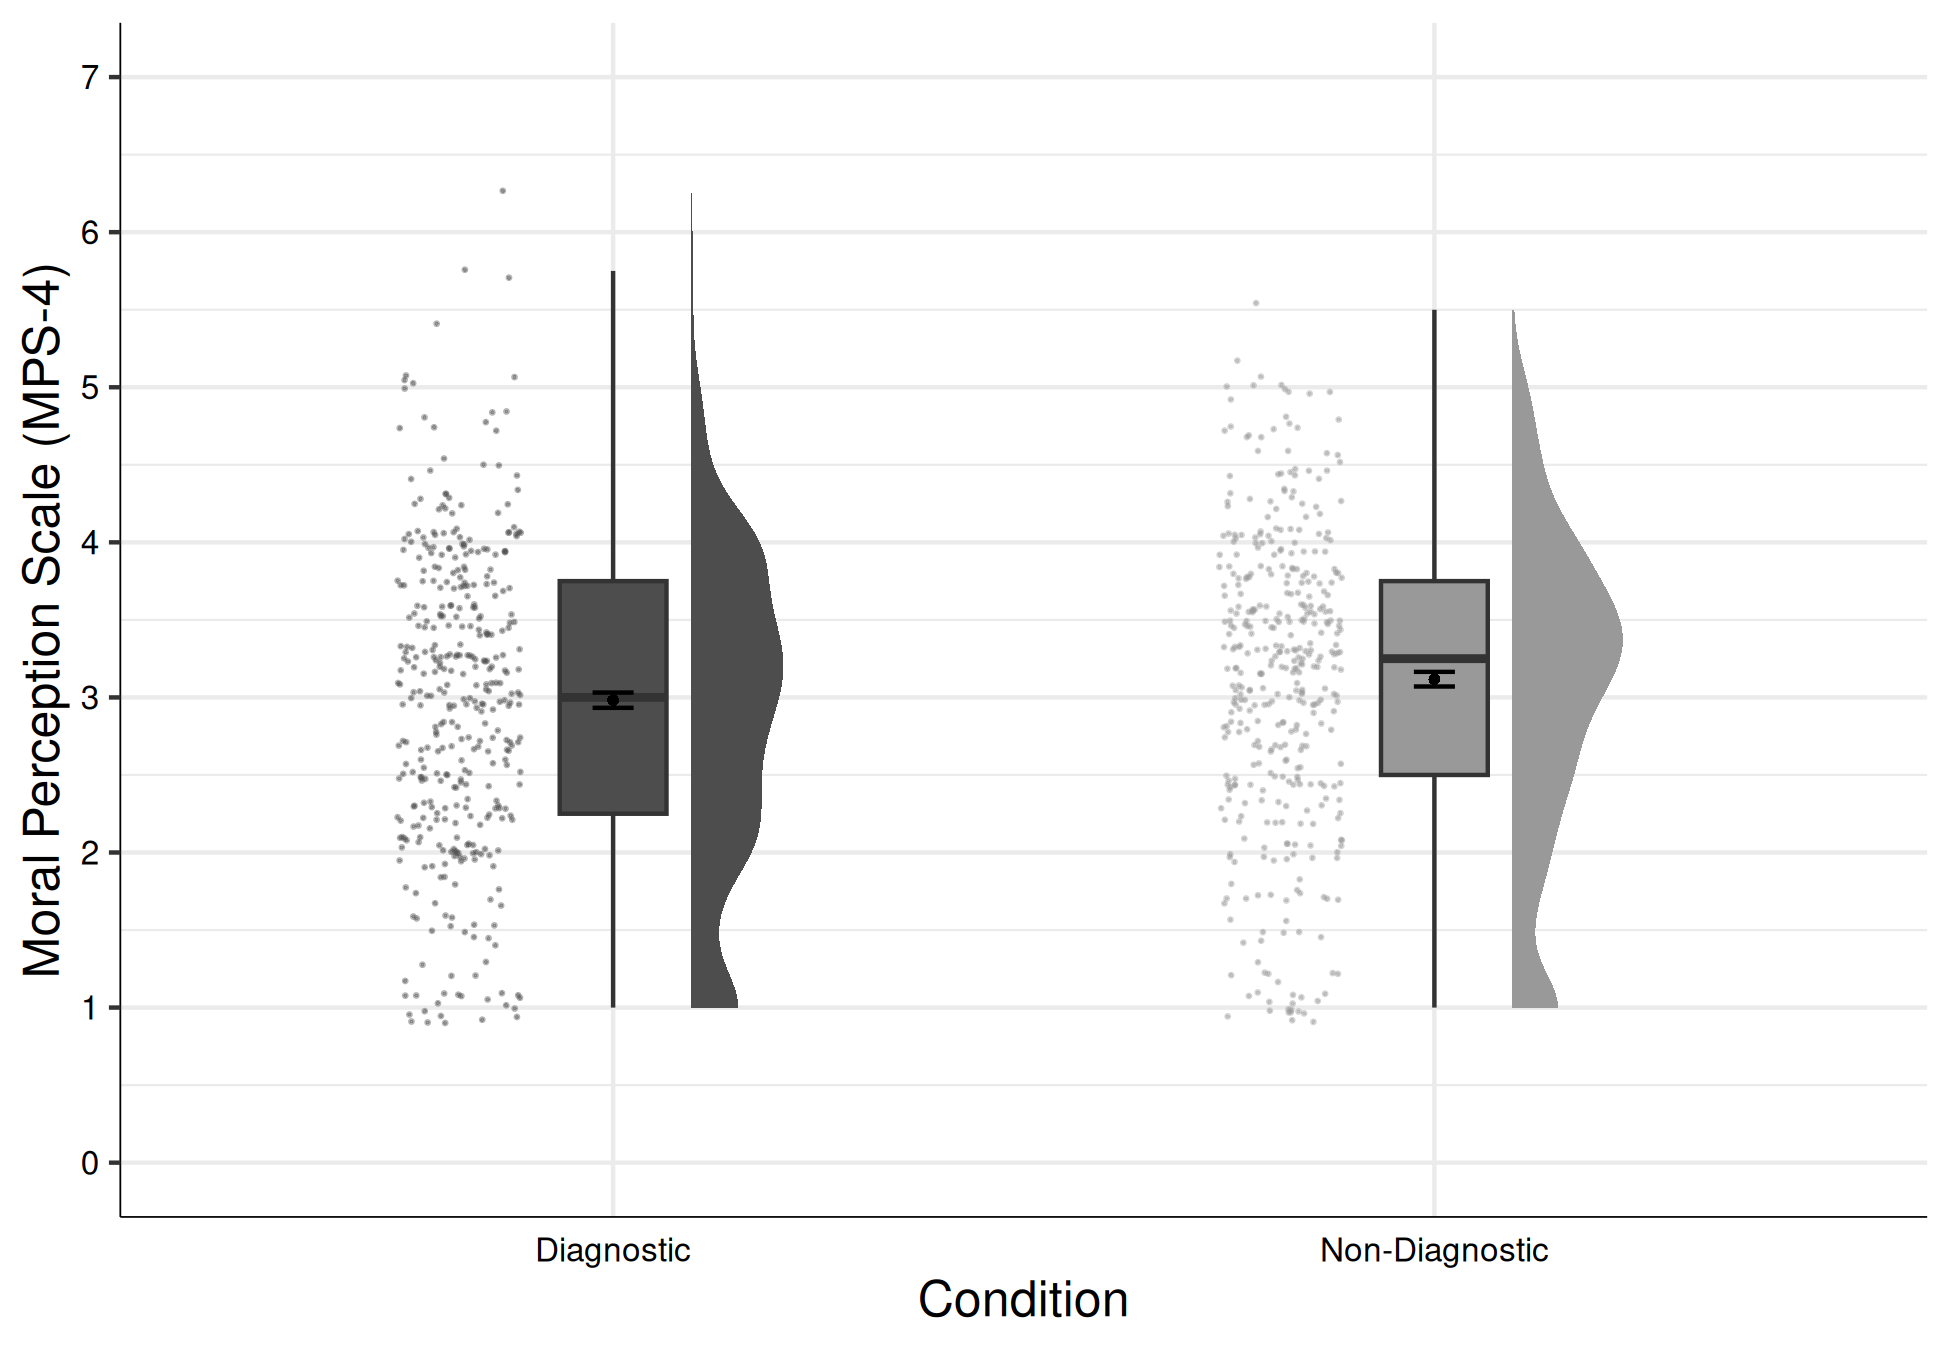 Moral Perception Scale (MPS-4)
7
6
5
4
3
2
1
0
Diagnostic
Non-Diagnostic
Condition